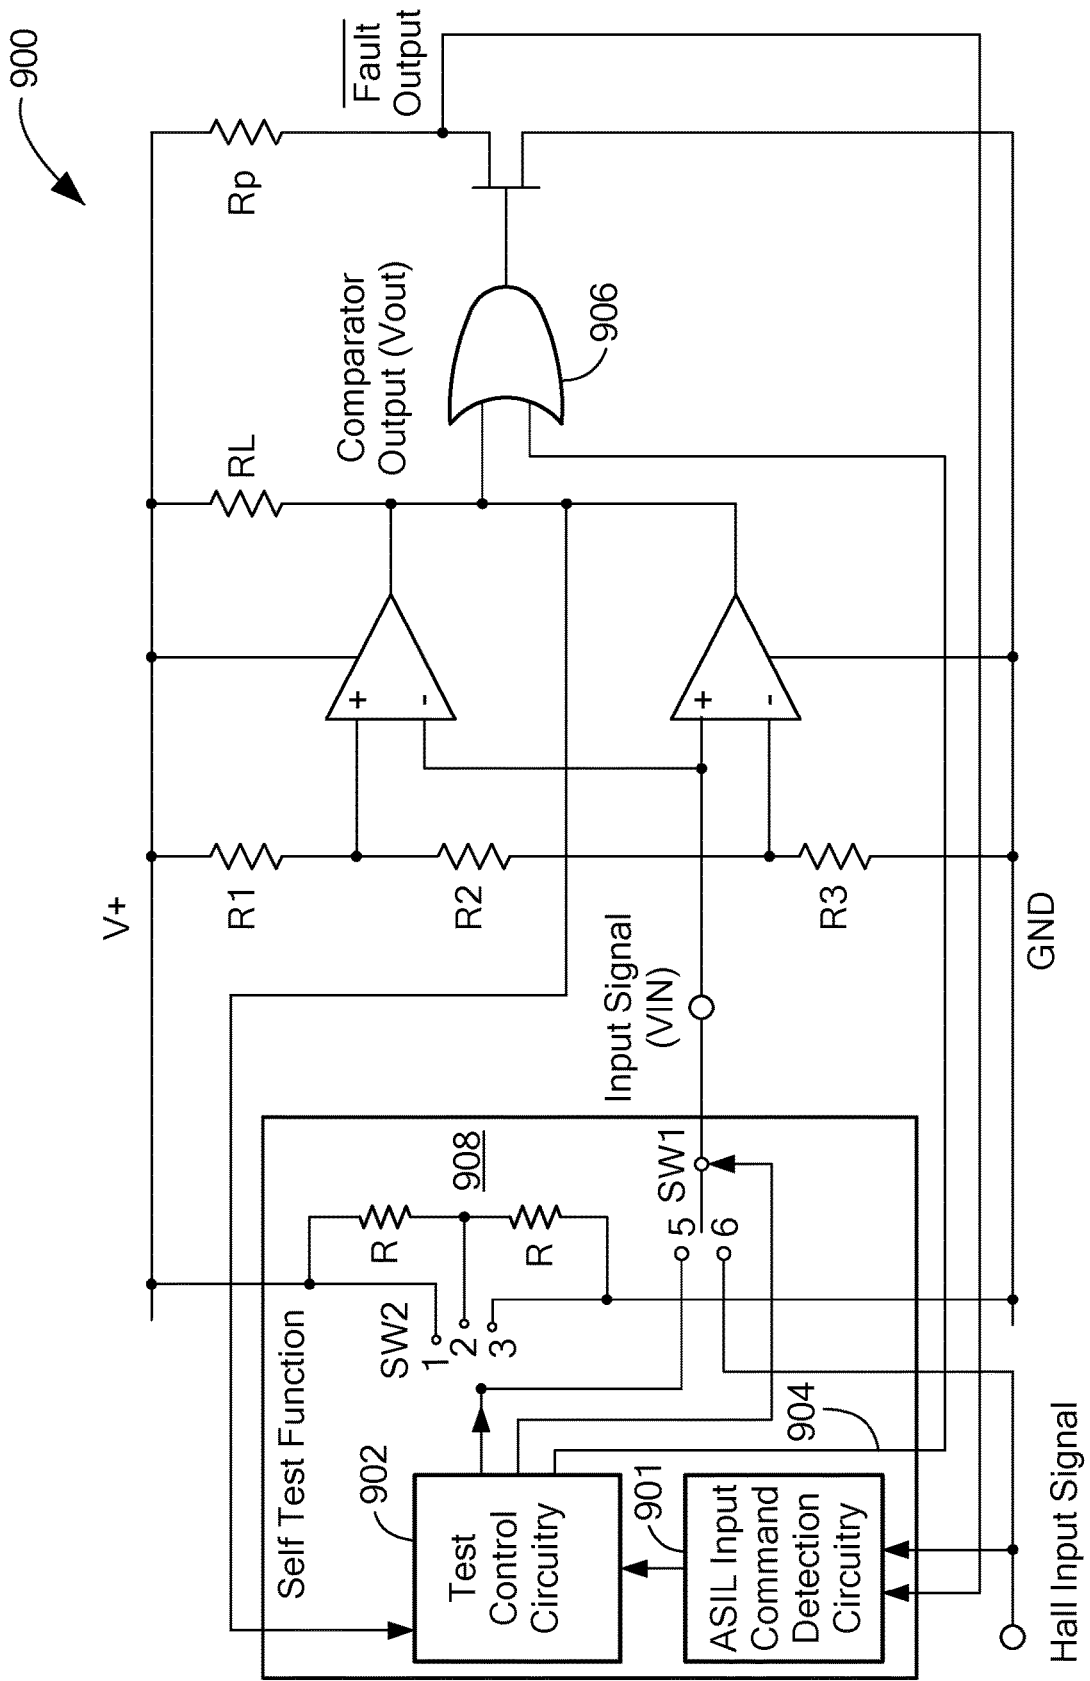 900
V+
R1
R2
R3
RL
Rp
Fault
Output
Comparator
Output (Vout)
906
+
-
+
-
Input Signal
(VIN)
GND
Self Test Function
908
R
R
SW2
1
2
3
SW1
5
6
902
Test
Control
Circuitry
901
ASIL Input
Command
Detection
Circuitry
904
Hall Input Signal